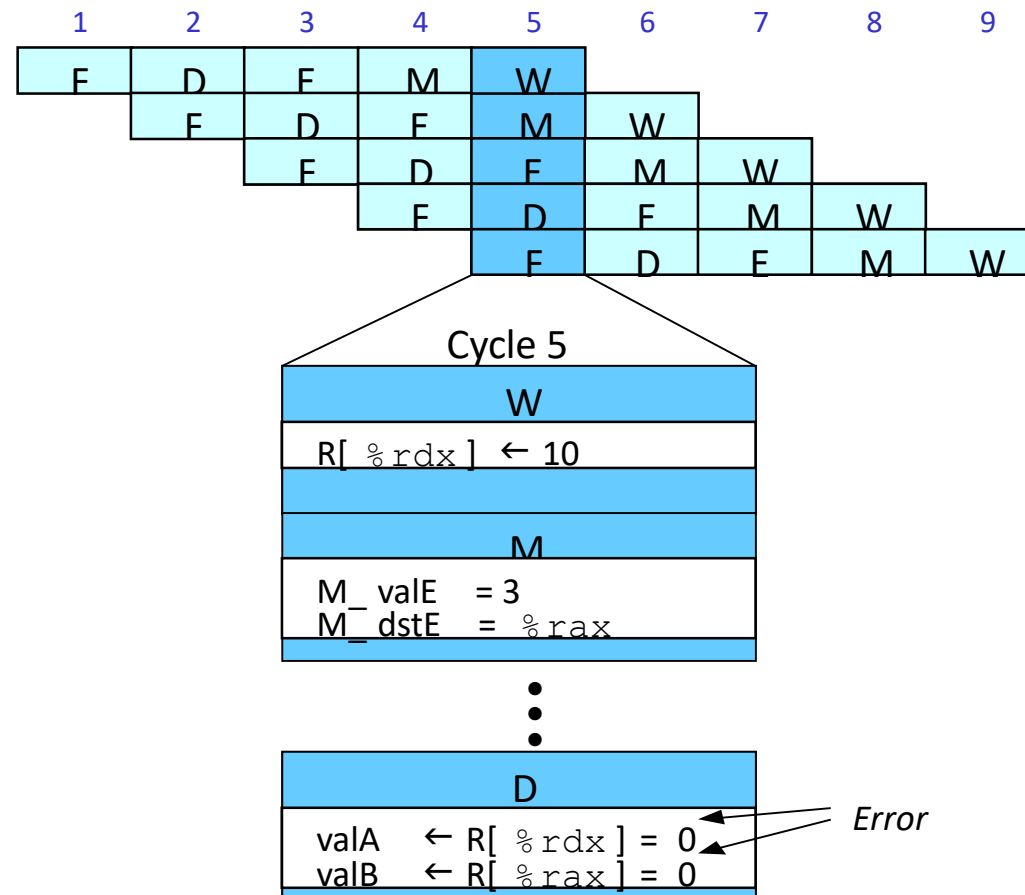 1 2 3 4 5 6 7 8 9
F D E M W
F D E M W
F D E M W
F D E M W
F D E M W
Cycle 5
W
R[ %rdx ] ← 10
M
M_ valE = 3
M_ dstE = %rax
D
Error
valA ← R[ %rdx ] = 0
valB ← R[ %rax ] = 0